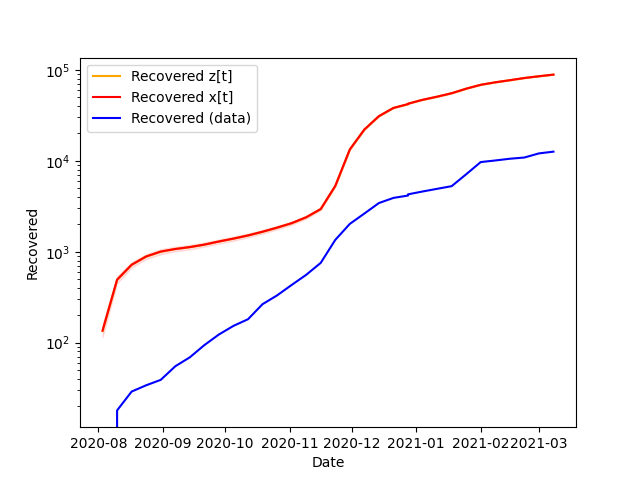 Recovered z[t]
Recovered x[t]
Recovered (data)
10^5
10^4
10^3
10^2
Recovered
2020-08 2020-09 2020-10 2020-11 2020-12 2021-01 2021-02 2021-03
Date